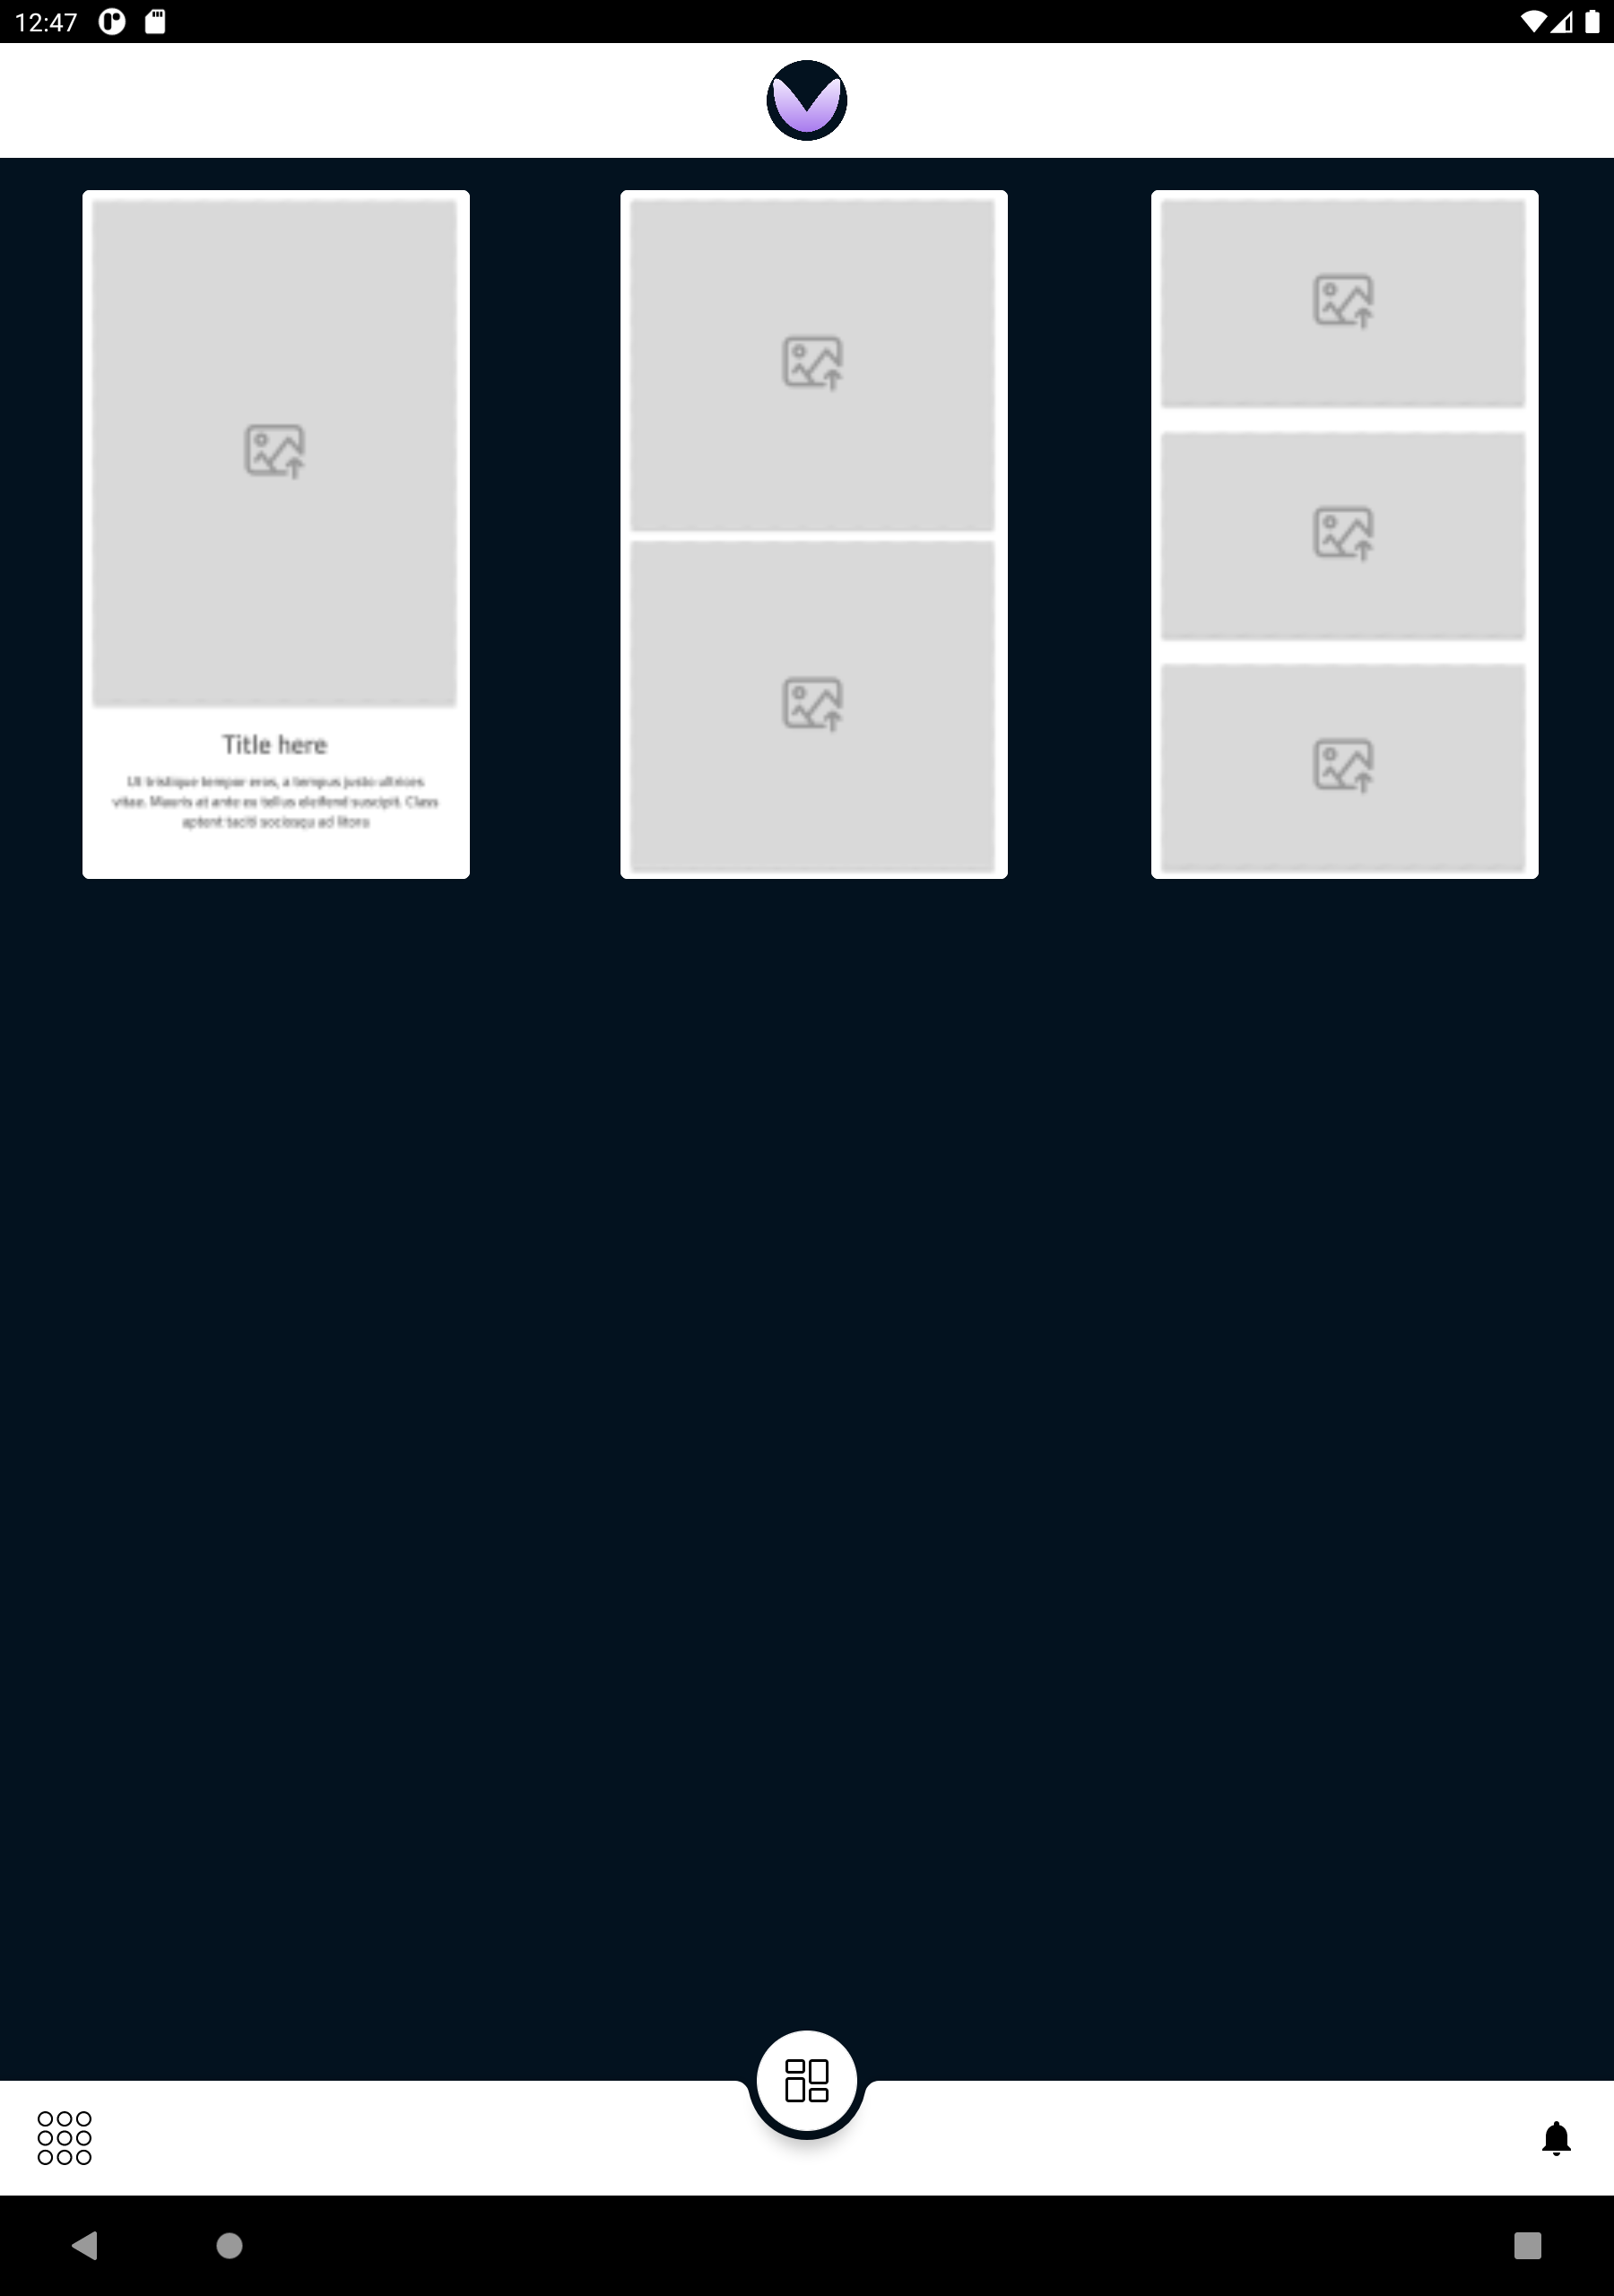 12:47
Title here
Ut tristique tempor eros, a tempus justo ultrices
vitae. Mauris at ante ex tellus eleifend suscipit. Class
aptent taciti sociosqu ad litora